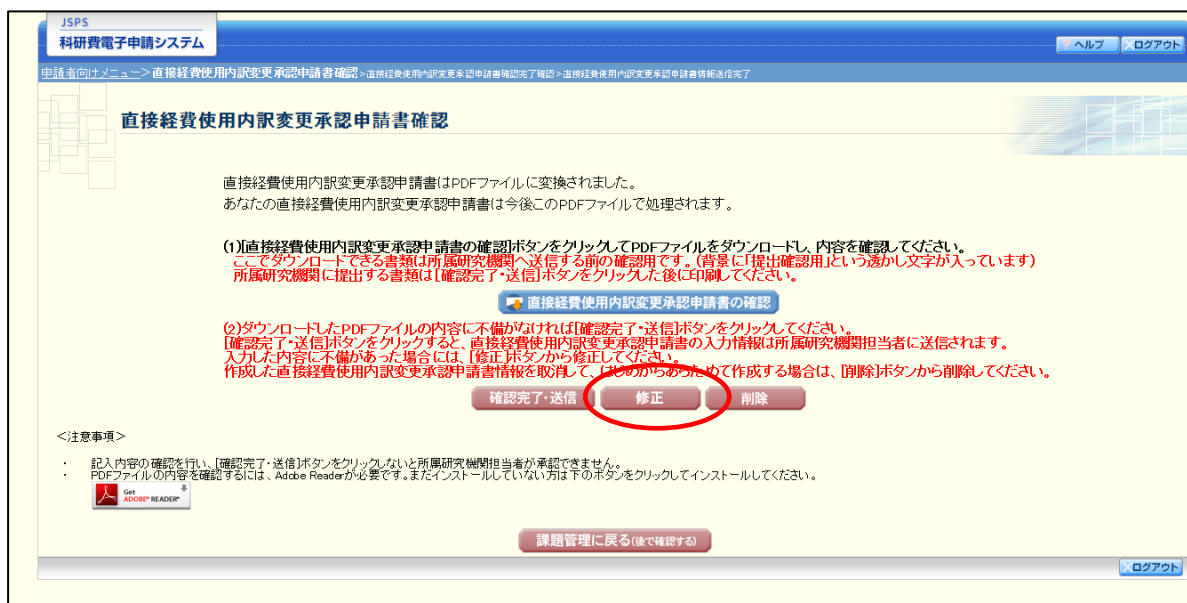 JSPS
科研費電子申請システム
? ヘルプ
×ログアウト
申請者向けメニュー>直接経費使用内訳変更承認申請書確認>直接経費使用内訳変更承認申請書確認完了確認>直接経費使用内訳変更承認申請書情報送信完了
直接経費使用内訳変更承認申請書確認
直接経費使用内訳変更承認申請書はPDFファイルに変換されました。
あなたの直接経費使用内訳変更承認申請書は今後このPDFファイルで処理されます。
(1)[直接経費使用内訳変更承認申請書の確認]ボタンをクリックしてPDFファイルをダウンロードし、内容を確認してください。
ここでダウンロードできる書類は所属研究機関へ送信する前の確認用です。(背景に「提出確認用」という透かし文字が入っています)
所属研究機関に提出する書類は[確認完了・送信]ボタンをクリックした後に印刷してください。
直接経費使用内訳変更承認申請書の確認
(2)ダウンロードしたPDFファイルの内容に不備がなければ[確認完了・送信]ボタンをクリックしてください。
[確認完了・送信]ボタンをクリックすると、直接経費使用内訳変更承認申請書の入力情報は所属研究機関担当者に送信されます。
入力した内容に不備があった場合には、[修正]ボタンから修正してください。
作成した直接経費使用内訳変更承認申請書情報を取消して、はじめからあらためて作成する場合は、[削除]ボタンから削除してください。
確認完了・送信
修正
削除
<注意事項>
・ 記入内容の確認を行い、[確認完了・送信]ボタンをクリックしないと所属研究機関担当者が承認できません。
・ PDFファイルの内容を確認するには、Adobe Readerが必要です。まだインストールしていない方は下のボタンをクリックしてインストールしてください。
Get
ADOBE® READER®
課題管理に戻る(後で確認する)
×ログアウト